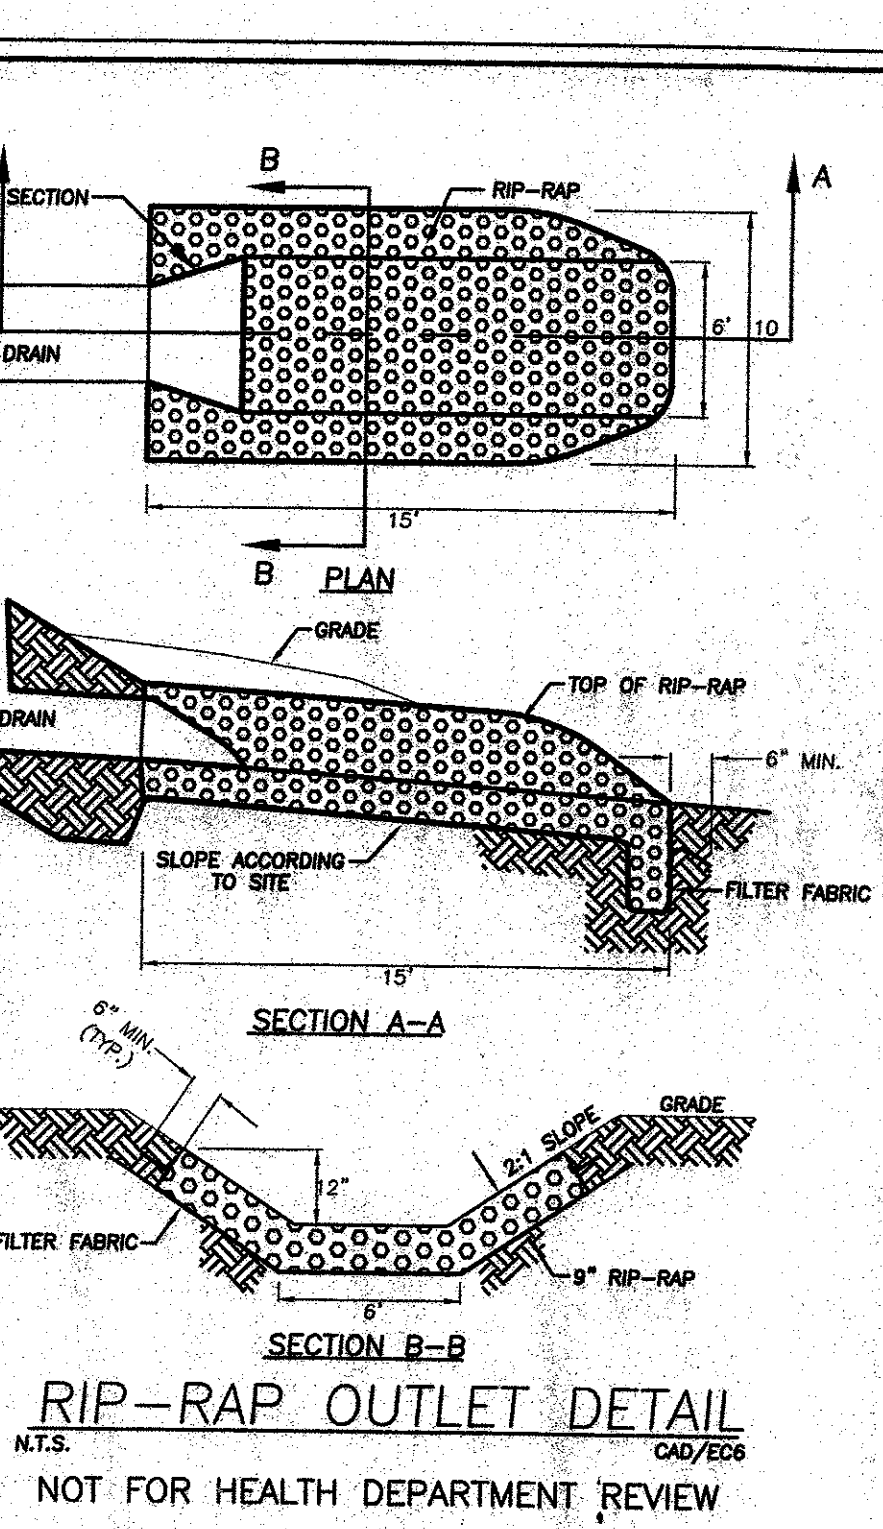 B
A
SECTION
RIP-RAP
6'
10
DRAIN
15'
B
PLAN
GRADE
TOP OF RIP-RAP
DRAIN
6" MIN.
SLOPE ACCORDING
TO SITE
FILTER FABRIC
15'
SECTION A-A
6" MIN.
(TYP.)
GRADE
2:1 SLOPE
12"
FILTER FABRIC
9" RIP-RAP
6'
SECTION B-B
RIP-RAP OUTLET DETAIL
N.T.S.
CAD/EC6
NOT FOR HEALTH DEPARTMENT REVIEW